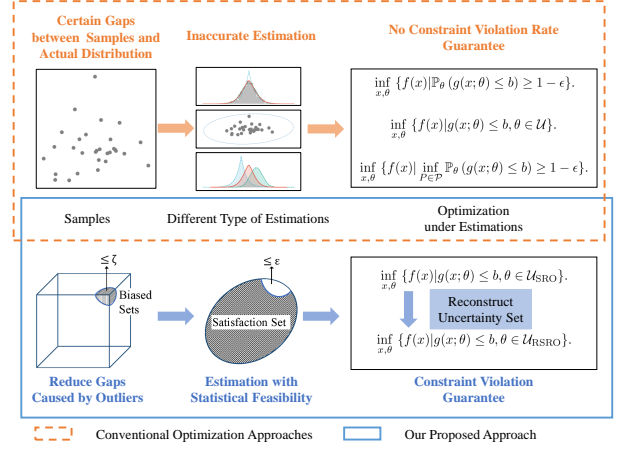 Certain Gaps
between Samples and
Actual Distribution
Inaccurate Estimation
No Constraint Violation Rate
Guarantee
inf_{x,θ} {f(x)|ℙ_θ (g(x;θ) ≤ b) ≥ 1 − ϵ}.
inf_{x,θ} {f(x)|g(x;θ) ≤ b, θ ∈ 𝒰}.
inf_{x,θ} {f(x)| inf_{P∈𝒫} ℙ_θ (g(x;θ) ≤ b) ≥ 1 − ϵ}.
Samples
Different Type of Estimations
Optimization
under Estimations
≤ ζ
Biased
Sets
≤ ε
Satisfaction Set
inf_{x,θ} {f(x)|g(x;θ) ≤ b, θ ∈ 𝒰_SRO}.
Reconstruct
Uncertainty Set
inf_{x,θ} {f(x)|g(x;θ) ≤ b, θ ∈ 𝒰_RSRO}.
Reduce Gaps
Caused by Outliers
Estimation with
Statistical Feasibility
Constraint Violation
Guarantee
Conventional Optimization Approaches
Our Proposed Approach